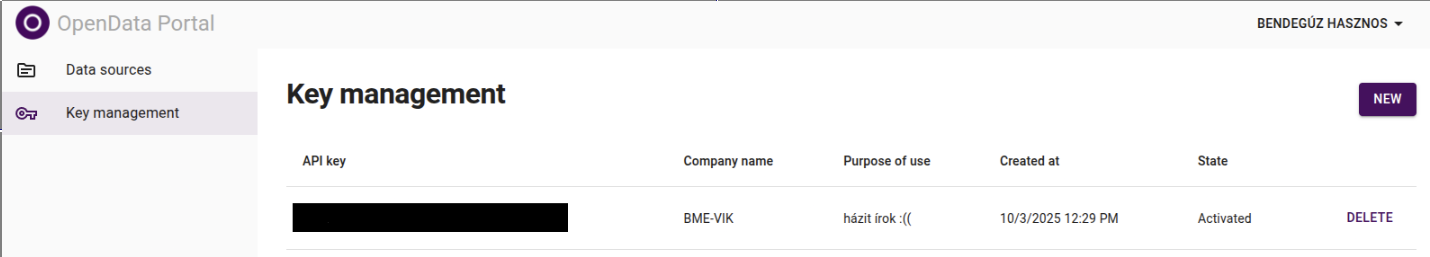 OpenData Portal
BENDEGÚZ HASZNOS
Data sources
Key management
Key management
NEW
API key Company name Purpose of use Created at State
BME-VIK házit írok :(( 10/3/2025 12:29 PM Activated DELETE